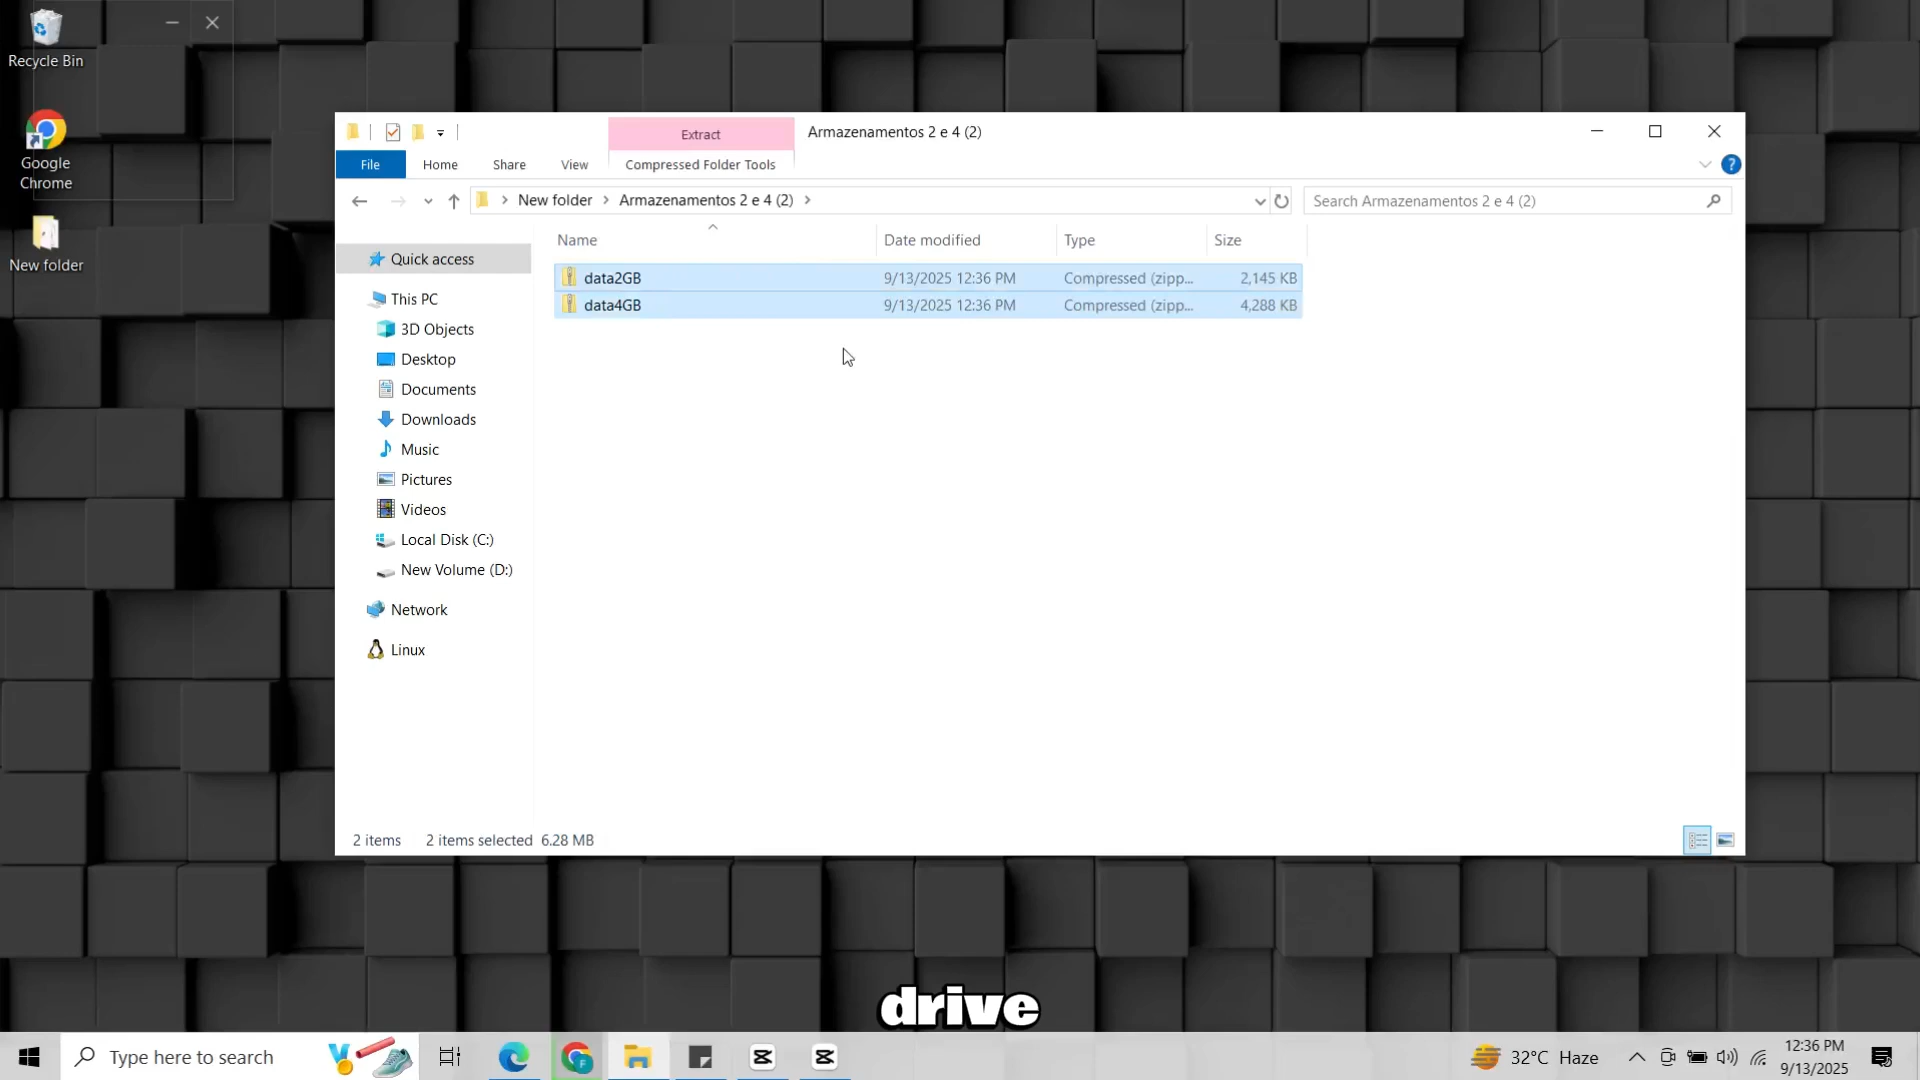 Recycle Bin
Google
Chrome
New folder
Extract
Armazenamentos 2 e 4 (2)
File
Home
Share
View
Compressed Folder Tools
New folder
Armazenamentos 2 e 4 (2)
Search Armazenamentos 2 e 4 (2)
Name
Date modified
Type
Size
data2GB
9/13/2025 12:36 PM
Compressed (zipp...
2,145 KB
data4GB
9/13/2025 12:36 PM
Compressed (zipp...
4,288 KB
Quick access
This PC
3D Objects
Desktop
Documents
Downloads
Music
Pictures
Videos
Local Disk (C:)
New Volume (D:)
Network
Linux
2 items
2 items selected 6.28 MB
drive
Type here to search
32°C Haze
12:36 PM
9/13/2025